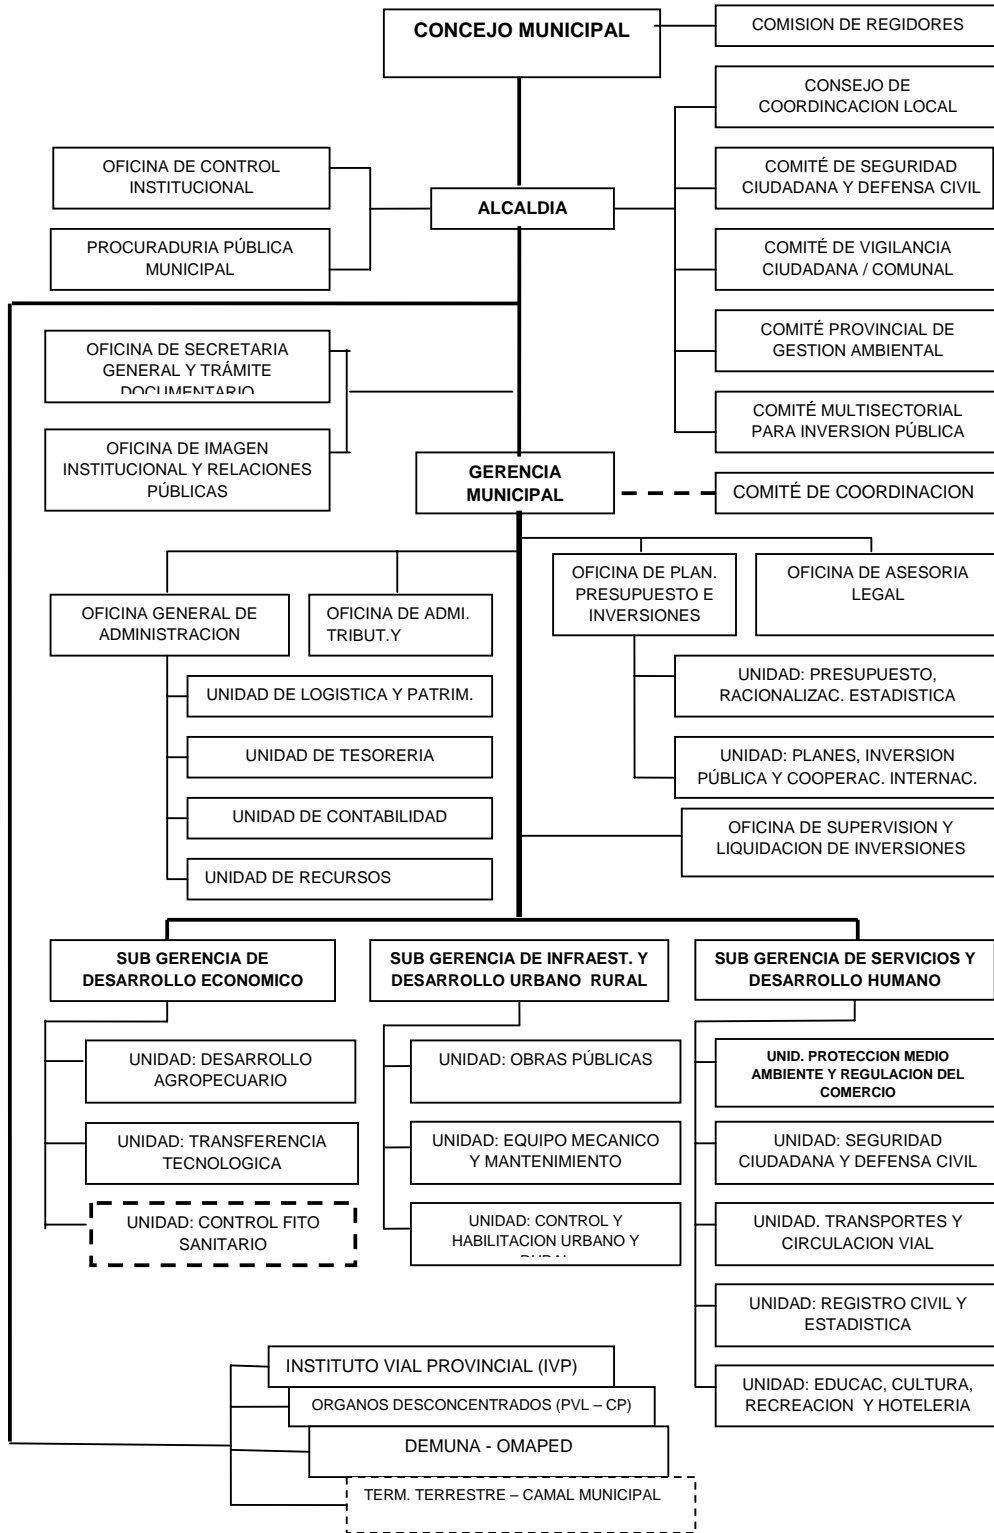 CONCEJO MUNICIPAL
COMISION DE REGIDORES
CONSEJO DE
COORDINCACION LOCAL
OFICINA DE CONTROL
INSTITUCIONAL
COMITÉ DE SEGURIDAD
CIUDADANA Y DEFENSA CIVIL
ALCALDIA
PROCURADURIA PÚBLICA
MUNICIPAL
COMITÉ DE VIGILANCIA
CIUDADANA / COMUNAL
OFICINA DE SECRETARIA
GENERAL Y TRÁMITE
DOCUMENTARIO
COMITÉ PROVINCIAL DE
GESTION AMBIENTAL
COMITÉ MULTISECTORIAL
PARA INVERSION PÚBLICA
OFICINA DE IMAGEN
INSTITUCIONAL Y RELACIONES
PÚBLICAS
GERENCIA
MUNICIPAL
COMITÉ DE COORDINACION
OFICINA GENERAL DE
ADMINISTRACION
OFICINA DE ADMI.
TRIBUT.Y
OFICINA DE PLAN.
PRESUPUESTO E
INVERSIONES
OFICINA DE ASESORIA
LEGAL
UNIDAD DE LOGISTICA Y PATRIM.
UNIDAD DE TESORERIA
UNIDAD DE CONTABILIDAD
UNIDAD DE RECURSOS
UNIDAD: PRESUPUESTO,
RACIONALIZAC. ESTADISTICA
UNIDAD: PLANES, INVERSION
PÚBLICA Y COOPERAC. INTERNAC.
OFICINA DE SUPERVISION Y
LIQUIDACION DE INVERSIONES
SUB GERENCIA DE
DESARROLLO ECONOMICO
SUB GERENCIA DE INFRAEST. Y
DESARROLLO URBANO RURAL
SUB GERENCIA DE SERVICIOS Y
DESARROLLO HUMANO
UNIDAD: DESARROLLO
AGROPECUARIO
UNIDAD: TRANSFERENCIA
TECNOLOGICA
UNIDAD: CONTROL FITO
SANITARIO
UNIDAD: OBRAS PÚBLICAS
UNIDAD: EQUIPO MECANICO
Y MANTENIMIENTO
UNIDAD: CONTROL Y
HABILITACION URBANO Y
RURAL
UNID. PROTECCION MEDIO
AMBIENTE Y REGULACION DEL
COMERCIO
UNIDAD: SEGURIDAD
CIUDADANA Y DEFENSA CIVIL
UNIDAD. TRANSPORTES Y
CIRCULACION VIAL
UNIDAD: REGISTRO CIVIL Y
ESTADISTICA
UNIDAD: EDUCAC, CULTURA,
RECREACION Y HOTELERIA
INSTITUTO VIAL PROVINCIAL (IVP)
ORGANOS DESCONCENTRADOS (PVL – CP)
DEMUNA - OMAPED
TERM. TERRESTRE – CAMAL MUNICIPAL